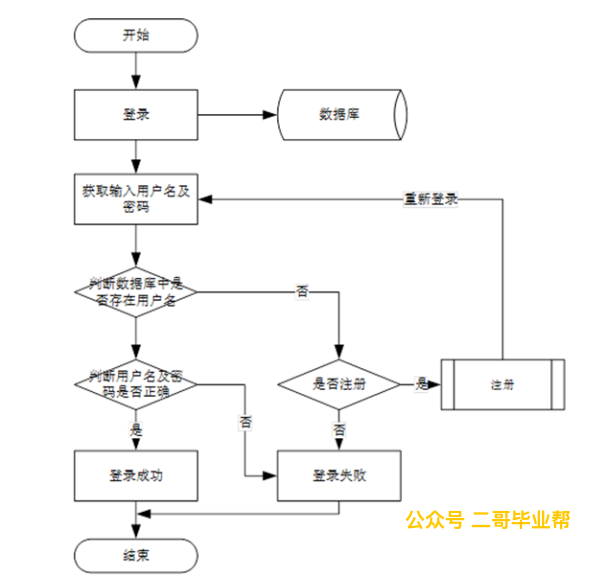 开始
登录
数据库
获取输入用户名及
密码
重新登录
判断数据库中是
否存在用户名
否
判断用户名及密
码是否正确
是否注册
是
注册
是
否
否
登录成功
登录失败
公众号 二哥毕业帮
结束